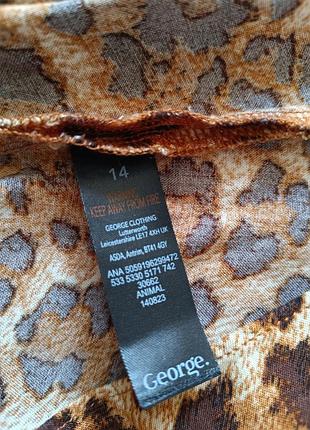 14
WARNING
KEEP AWAY FROM FIRE
GEORGE CLOTHING
Lutterworth
Leicestershire LE17 4XH UK
ASDA, Antrim, BT41 4GY
ANA 5059196299472
533 5330 5171 742
30662
ANIMAL
140823
George.